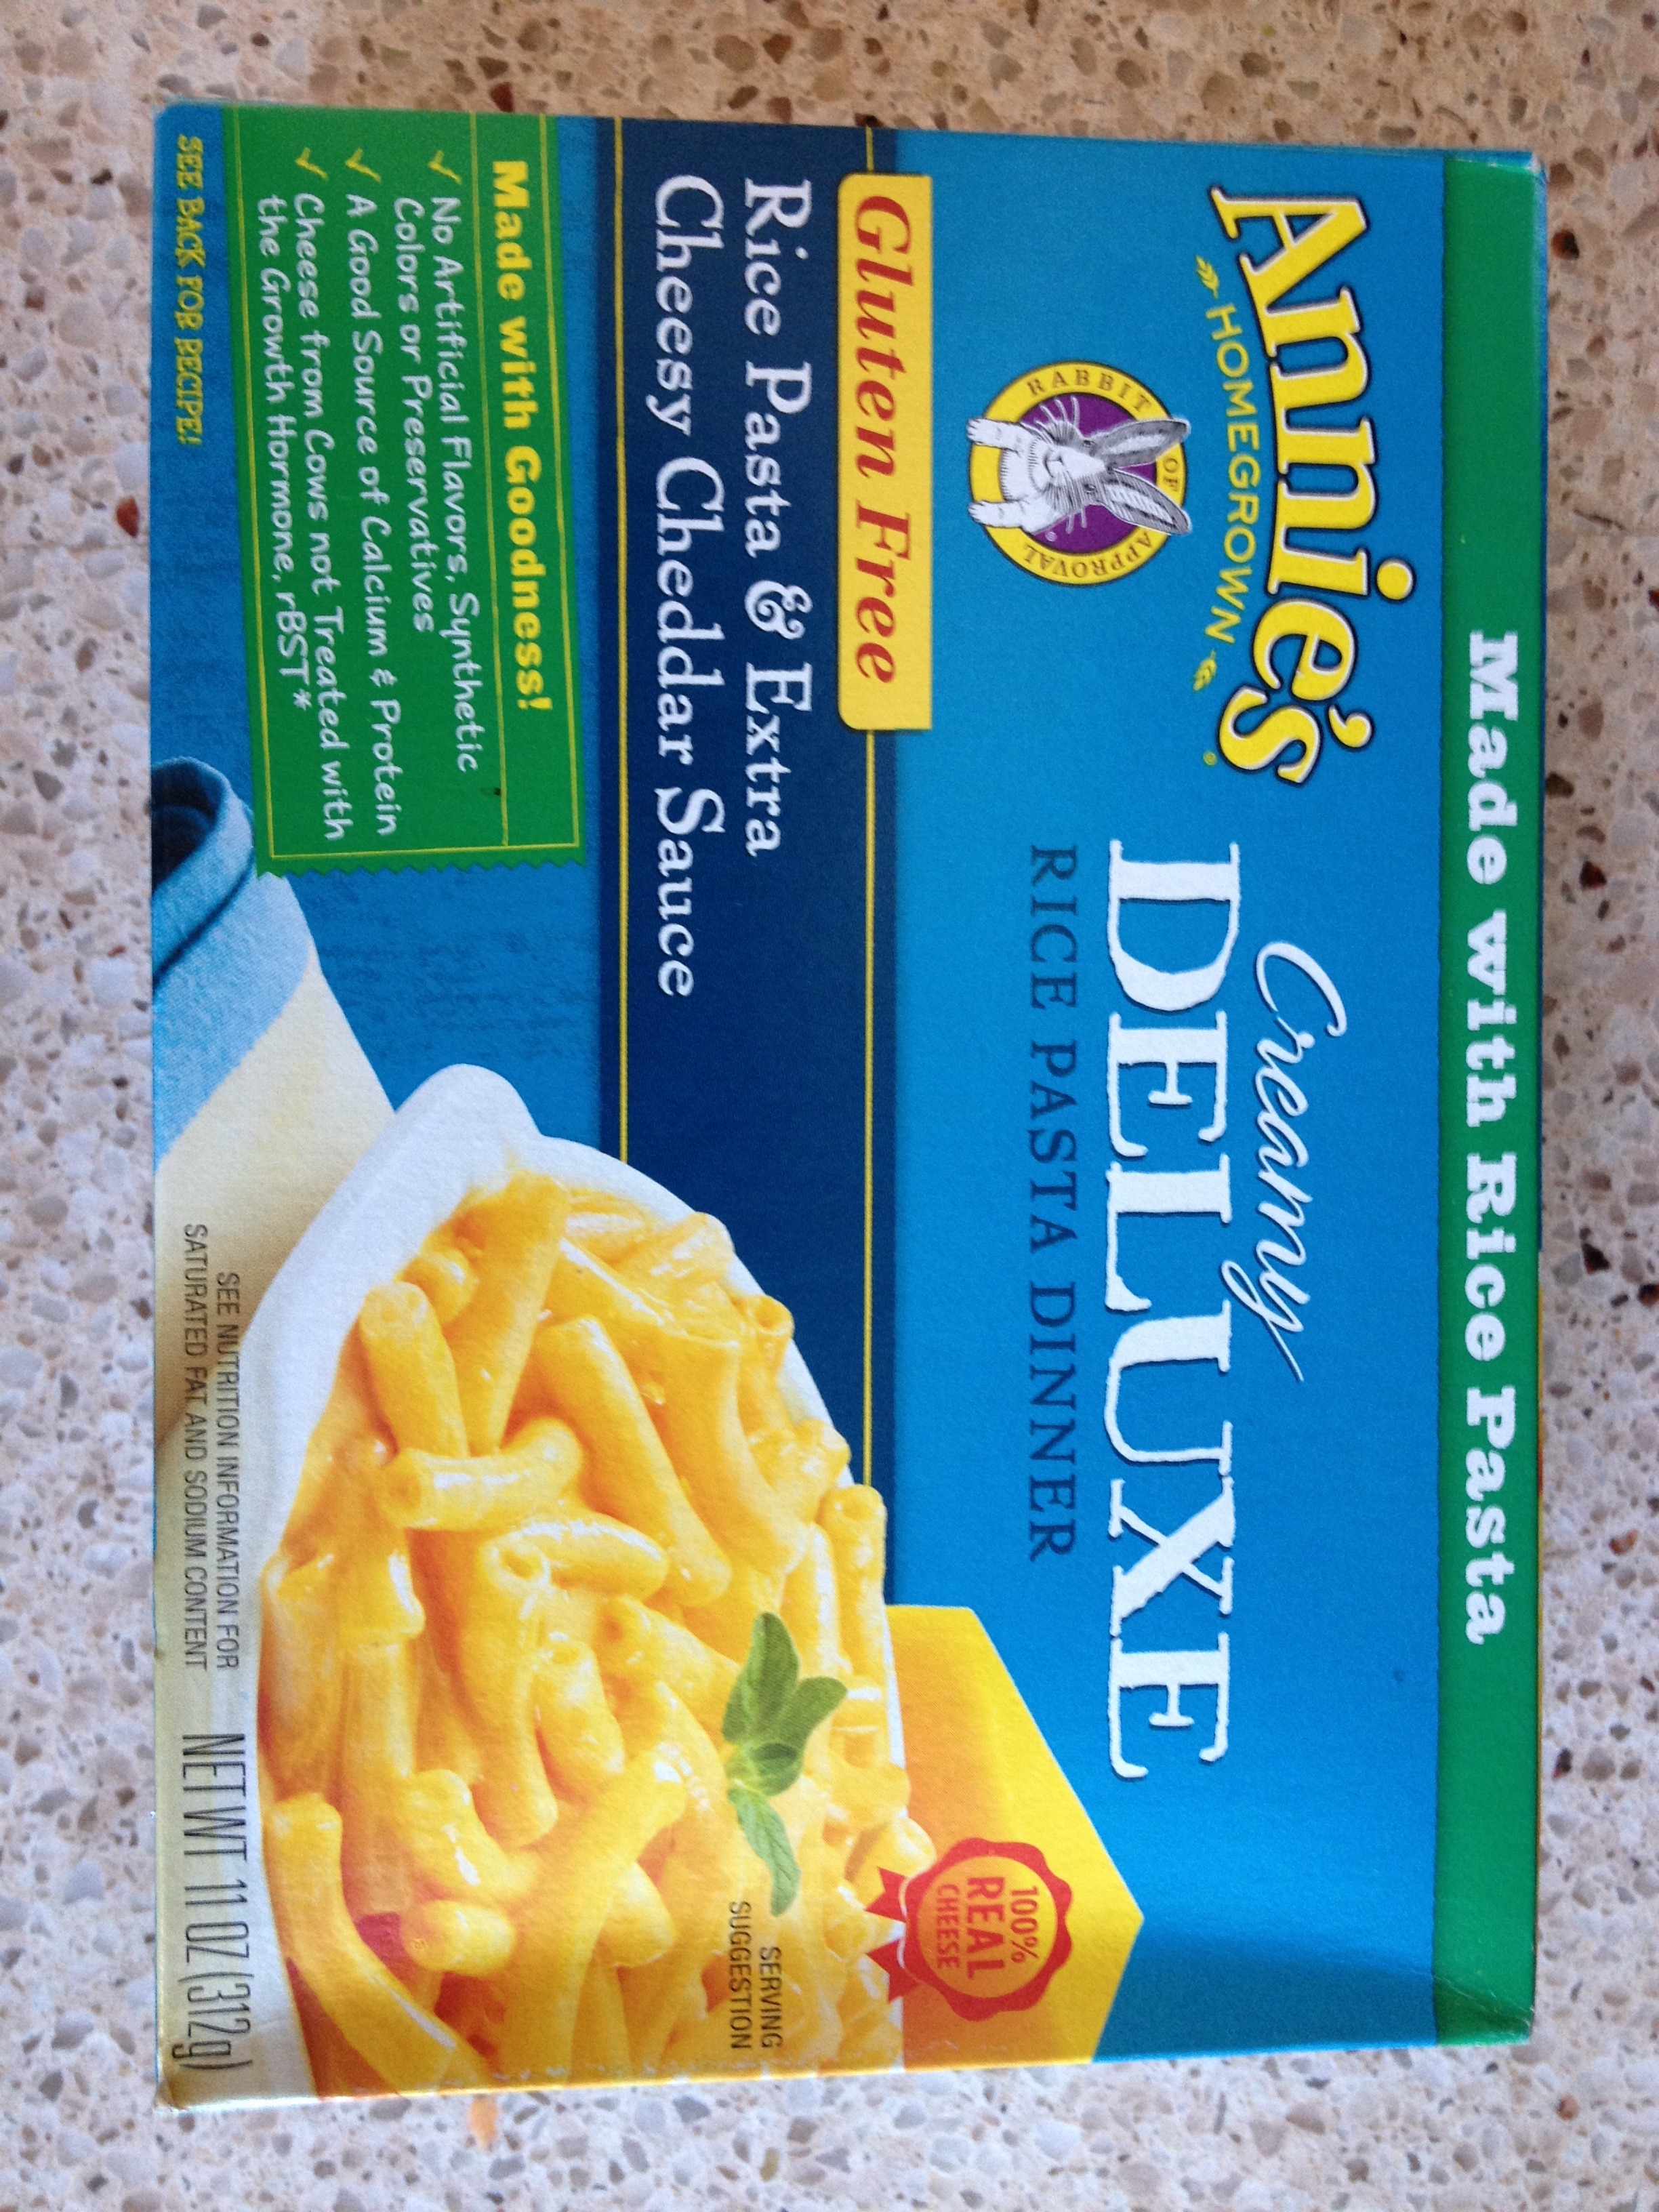 Made with Rice Pasta
Annie's
HOMEGROWN
RABBIT OF APPROVAL
Creamy
DELUXE
RICE PASTA DINNER
Gluten Free
Rice Pasta & Extra
Cheesy Cheddar Sauce
100%
REAL
CHEESE
Made with Goodness!
✓ No Artificial Flavors, Synthetic
Colors or Preservatives
✓ A Good Source of Calcium & Protein
✓ Cheese from Cows not Treated with
the Growth Hormone, rBST*
SERVING
SUGGESTION
SEE BACK FOR RECIPE!
SEE NUTRITION INFORMATION FOR
SATURATED FAT AND SODIUM CONTENT
NET WT 11 OZ (312g)